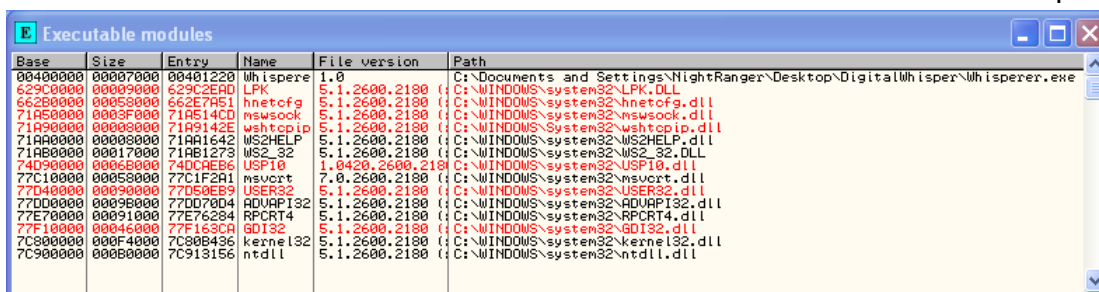 E Executable modules
Base Size Entry Name File version Path
00400000 00007000 00401220 Whispere 1.0 C:\Documents and Settings\NightRanger\Desktop\DigitalWhisper\Whisperer.exe
629C0000 00009000 629C2EAD LPK 5.1.2600.2180 (: C:\WINDOWS\system32\LPK.DLL
662B0000 00058000 662E7A51 hnetcfg 5.1.2600.2180 (: C:\WINDOWS\system32\hnetcfg.dll
71A50000 0003F000 71A514CD mswsock 5.1.2600.2180 (: C:\WINDOWS\system32\mswsock.dll
71A90000 00008000 71A9142E wshtcpip 5.1.2600.2180 (: C:\WINDOWS\system32\wshtcpip.dll
71AA0000 00008000 71AA1642 WS2HELP 5.1.2600.2180 (: C:\WINDOWS\system32\WS2HELP.dll
71AB0000 00017000 71AB1273 WS2_32 5.1.2600.2180 (: C:\WINDOWS\system32\WS2_32.DLL
74D90000 0006B000 74DCAEB6 USP10 1.0420.2600.218 C:\WINDOWS\system32\USP10.dll
77C10000 00058000 77C1F2A1 msvcrt 7.0.2600.2180 (: C:\WINDOWS\system32\msvcrt.dll
77D40000 00090000 77D50EB9 USER32 5.1.2600.2180 (: C:\WINDOWS\system32\USER32.dll
77DD0000 0009B000 77DD70D4 ADVAPI32 5.1.2600.2180 (: C:\WINDOWS\system32\ADVAPI32.dll
77E70000 00091000 77E76284 RPCRT4 5.1.2600.2180 (: C:\WINDOWS\system32\RPCRT4.dll
77F10000 00046000 77F163CA GDI32 5.1.2600.2180 (: C:\WINDOWS\system32\GDI32.dll
7C800000 000F4000 7C80B436 kernel32 5.1.2600.2180 (: C:\WINDOWS\system32\kernel32.dll
7C900000 000B0000 7C913156 ntdll 5.1.2600.2180 (: C:\WINDOWS\system32\ntdll.dll